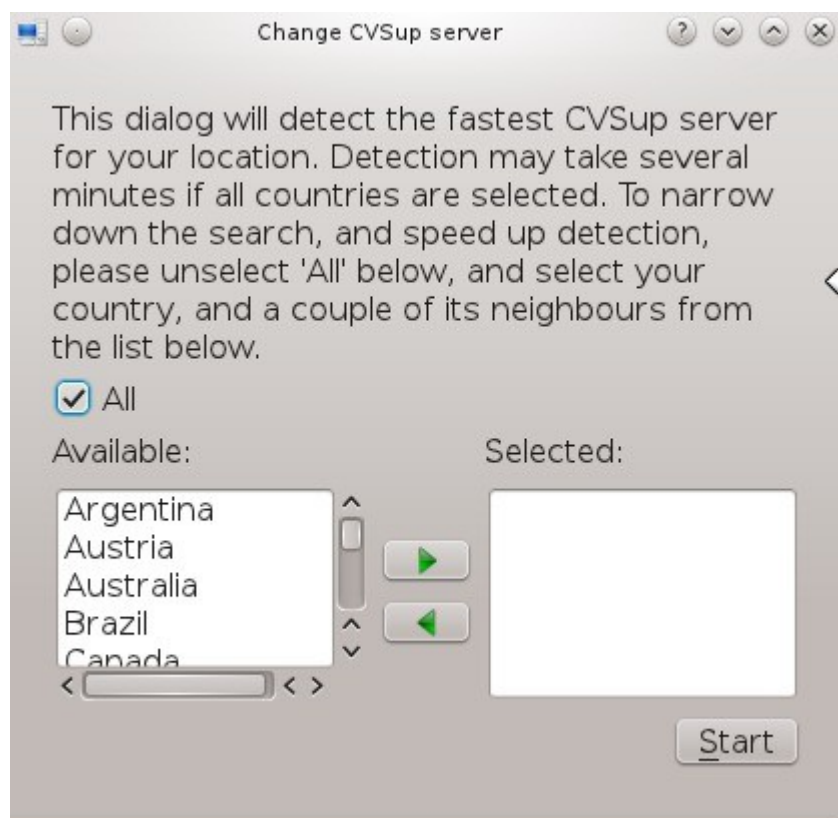 Change CVSup server
This dialog will detect the fastest CVSup server
for your location. Detection may take several
minutes if all countries are selected. To narrow
down the search, and speed up detection,
please unselect 'All' below, and select your
country, and a couple of its neighbours from
the list below.
All
Available:
Selected:
Argentina
Austria
Australia
Brazil
Canada
Start